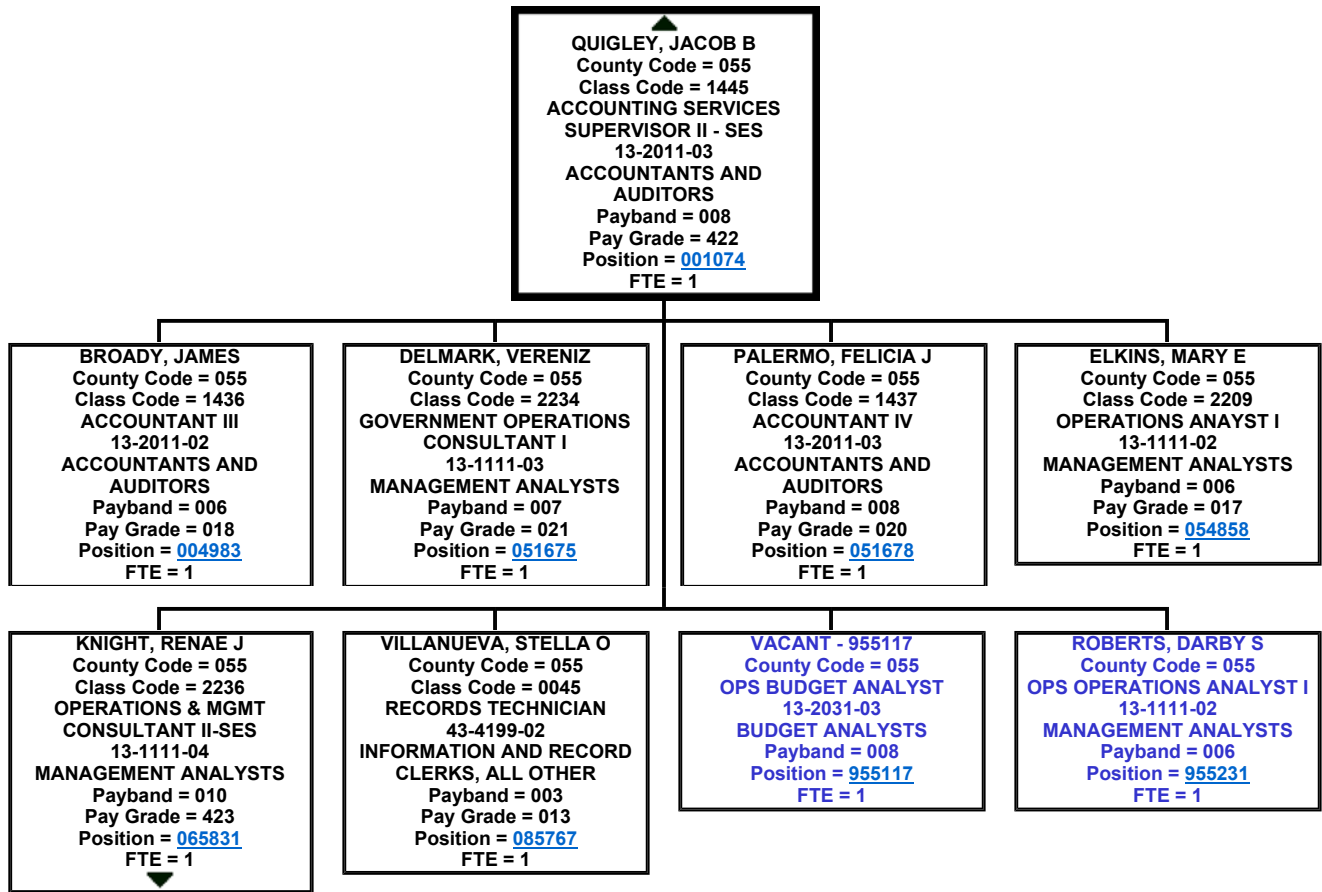 QUIGLEY, JACOB B
County Code = 055
Class Code = 1445
ACCOUNTING SERVICES
SUPERVISOR II - SES
13-2011-03
ACCOUNTANTS AND
AUDITORS
Payband = 008
Pay Grade = 422
Position = 001074
FTE = 1
BROADY, JAMES
County Code = 055
Class Code = 1436
ACCOUNTANT III
13-2011-02
ACCOUNTANTS AND
AUDITORS
Payband = 006
Pay Grade = 018
Position = 004983
FTE = 1
DELMARK, VERENIZ
County Code = 055
Class Code = 2234
GOVERNMENT OPERATIONS
CONSULTANT I
13-1111-03
MANAGEMENT ANALYSTS
Payband = 007
Pay Grade = 021
Position = 051675
FTE = 1
PALERMO, FELICIA J
County Code = 055
Class Code = 1437
ACCOUNTANT IV
13-2011-03
ACCOUNTANTS AND
AUDITORS
Payband = 008
Pay Grade = 020
Position = 051678
FTE = 1
ELKINS, MARY E
County Code = 055
Class Code = 2209
OPERATIONS ANAYST I
13-1111-02
MANAGEMENT ANALYSTS
Payband = 006
Pay Grade = 017
Position = 054858
FTE = 1
KNIGHT, RENAE J
County Code = 055
Class Code = 2236
OPERATIONS & MGMT
CONSULTANT II-SES
13-1111-04
MANAGEMENT ANALYSTS
Payband = 010
Pay Grade = 423
Position = 065831
FTE = 1
VILLANUEVA, STELLA O
County Code = 055
Class Code = 0045
RECORDS TECHNICIAN
43-4199-02
INFORMATION AND RECORD
CLERKS, ALL OTHER
Payband = 003
Pay Grade = 013
Position = 085767
FTE = 1
VACANT - 955117
County Code = 055
OPS BUDGET ANALYST
13-2031-03
BUDGET ANALYSTS
Payband = 008
Position = 955117
FTE = 1
ROBERTS, DARBY S
County Code = 055
OPS OPERATIONS ANALYST I
13-1111-02
MANAGEMENT ANALYSTS
Payband = 006
Position = 955231
FTE = 1